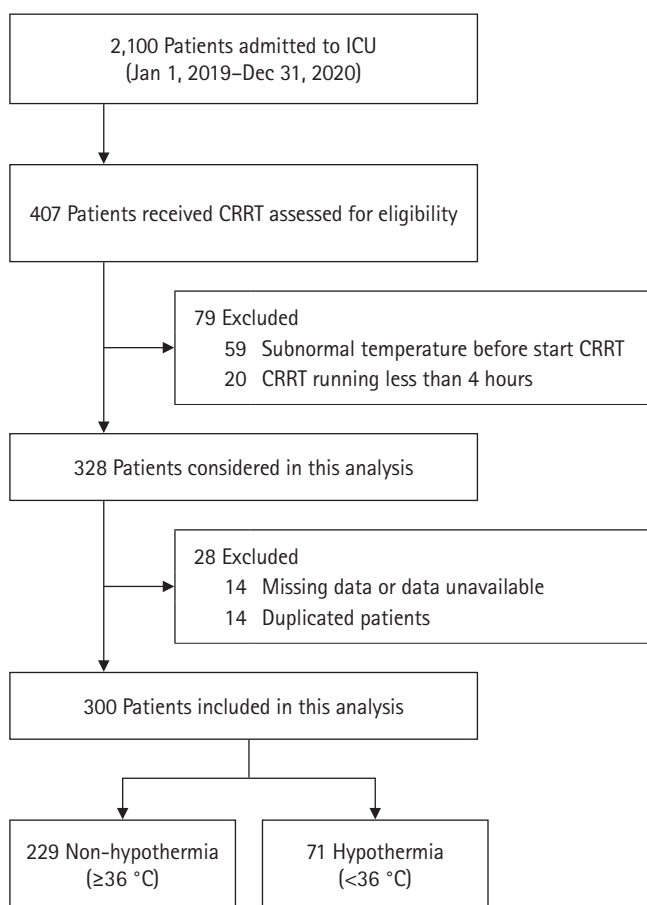 2,100 Patients admitted to ICU
(Jan 1, 2019–Dec 31, 2020)
407 Patients received CRRT assessed for eligibility
79 Excluded
59 Subnormal temperature before start CRRT
20 CRRT running less than 4 hours
328 Patients considered in this analysis
28 Excluded
14 Missing data or data unavailable
14 Duplicated patients
300 Patients included in this analysis
229 Non-hypothermia
(≥36 °C)
71 Hypothermia
(<36 °C)